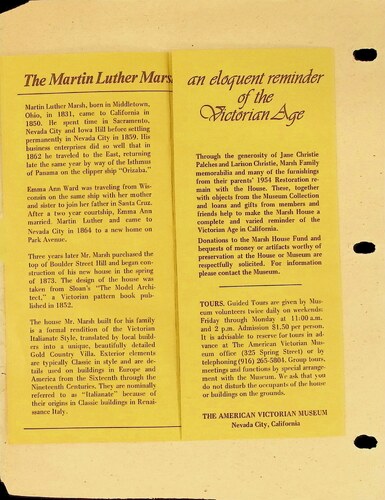 The Martin Luther Mars
Martin Luther Marsh, born in Middletown,
Ohio, in 1831, came to California in
1850. He spent time in Sacramento,
Nevada City and Iowa Hill before settling
permanently in Nevada City in 1859. His
business enterprises did so well that in
1862 he traveled to the East, returning
late the same year by way of the Isthmus
of Panama on the clipper ship "Orizaba."
Emma Ann Ward was traveling from Wis-
consin on the same ship with her mother
and sister to join her father in Santa Cruz.
After a two year courtship, Emma Ann
married. Martin Luther and came to
Nevada City in 1864 to a new home on
Park Avenue.
Three years later Mr. Marsh purchased the
top of Boulder Street Hill and began con-
struction of his new house in the spring
of 1873. The design of the house was
taken from Sloan's "The Model Archi-
tect," a Victorian pattern book pub-
lished in 1852.
The house Mr. Marsh built for his family
is a formal rendition of the Victorian
Italianate Style, translated by local build-
ers into a unique, beautifully detailed
Gold Country Villa. Exterior elements
are typically Classic in style and are de-
tails used on buildings in Europe and
America from the Sixteenth through the
Nineteenth Centuries. They are nominally
referred to as "Italianate" because of
their origins in Classic buildings in Renai-
ssance Italy.
an eloquent reminder
of the
Victorian Age
Through the generosity of Jane Christie
Palches and Larison Christie, Marsh Family
memorabilia and many of the furnishings
from their parents' 1954 Restoration re-
main with the House. These, together
with objects from the Museum Collection
and loans and gifts from members and
friends help to make the Marsh House a
complete and varied reminder of the
Victorian Age in California.
Donations to the Marsh House Fund and
bequests of money or artifacts worthy of
preservation at the House or Museum are
respectfully solicited. For information
please contact the Museum.
TOURS. Guided Tours are given by Mus-
eum volunteers twice daily on weekends:
Friday through Monday at 11:00 a.m.
and 2 p.m. Admission $1.50 per person.
It is advisable to reserve for tours in ad-
vance at The American Victorian Mus-
eum office (325 Spring Street) or by
telephoning (916) 265-5804. Group tours,
meetings and functions by special arrange-
ment with the Museum. We ask that you
do not disturb the occupants of the house
or buildings on the grounds.
THE AMERICAN VICTORIAN MUSEUM
Nevada City, California